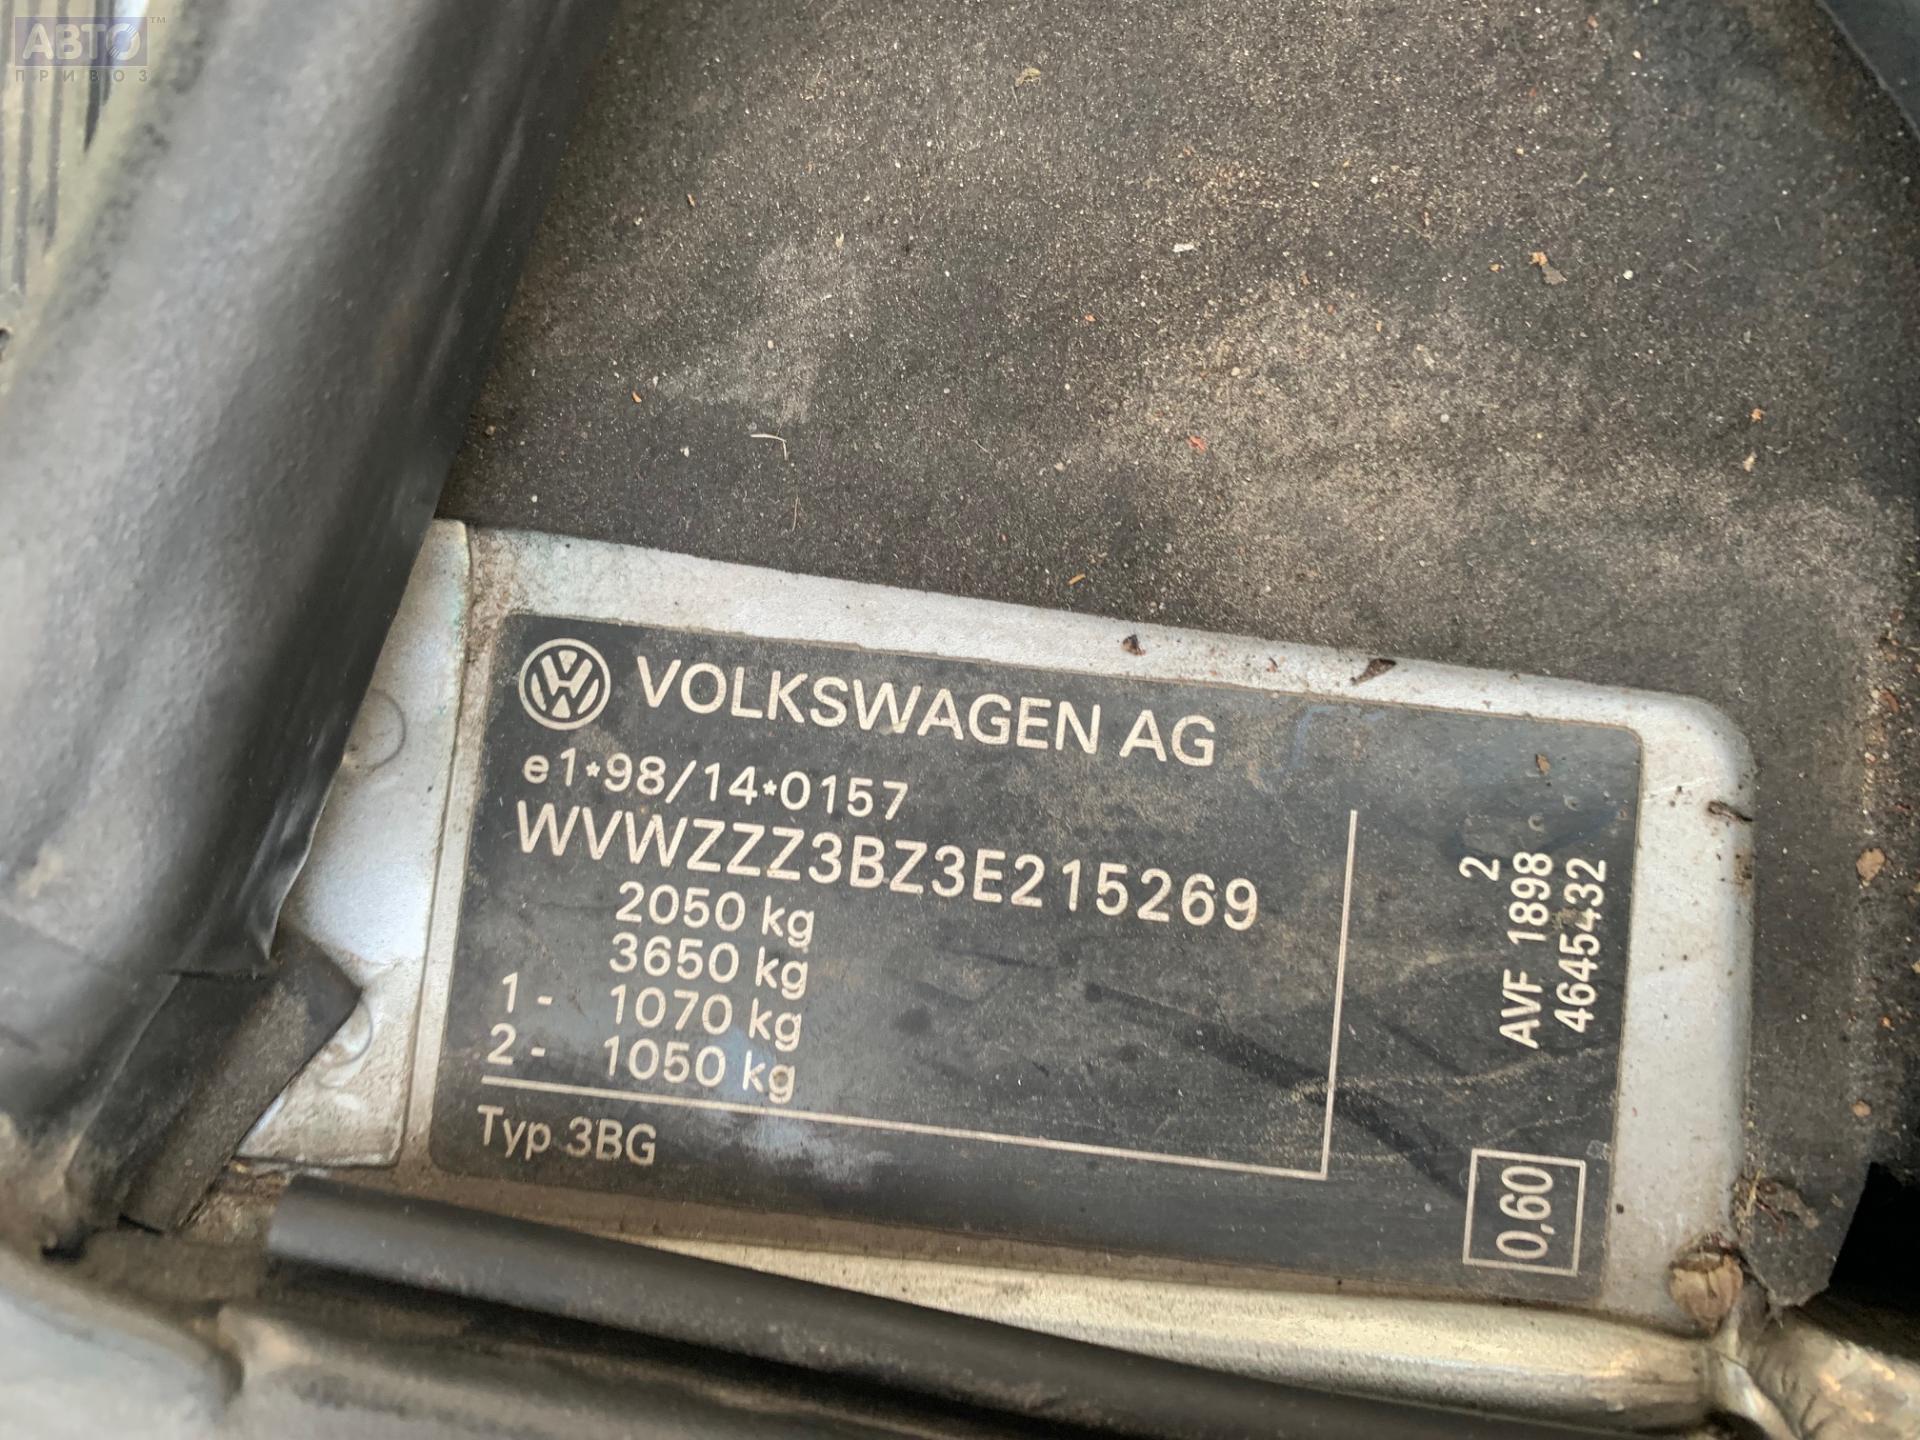 АВТО™
ПРИВОЗ
VOLKSWAGEN AG
e1*98/14*0157
WVWZZZ3BZ3E215269
2050 kg
3650 kg
1- 1070 kg
2- 1050 kg
Typ 3BG
2
AVF 1898
4645432
0,60